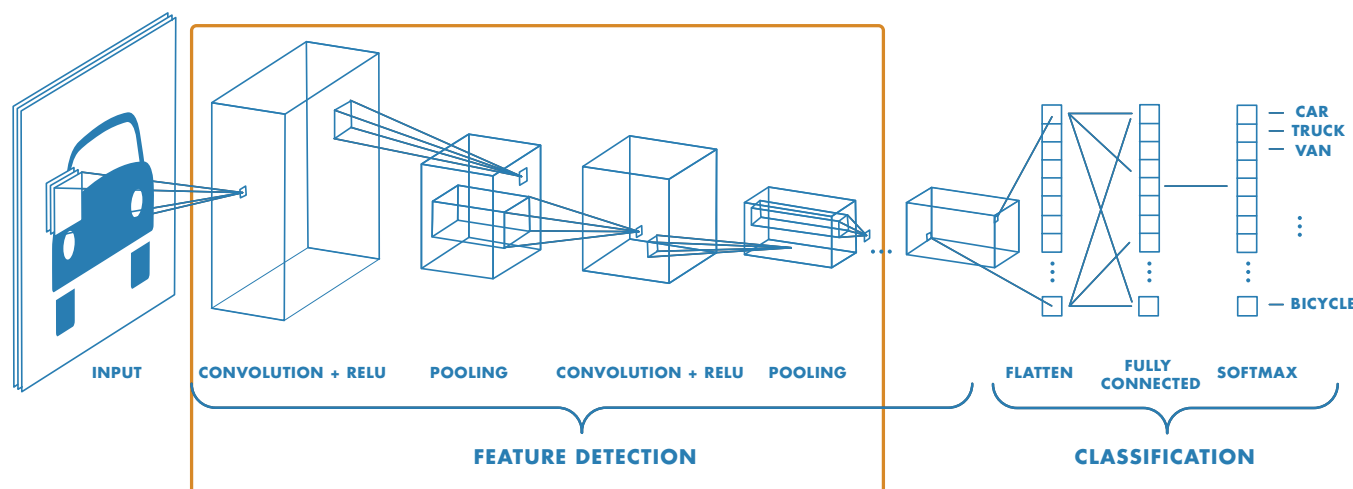 CAR
TRUCK
VAN
BICYCLE
INPUT
CONVOLUTION + RELU
POOLING
CONVOLUTION + RELU
POOLING
FLATTEN
FULLY
CONNECTED
SOFTMAX
FEATURE DETECTION
CLASSIFICATION